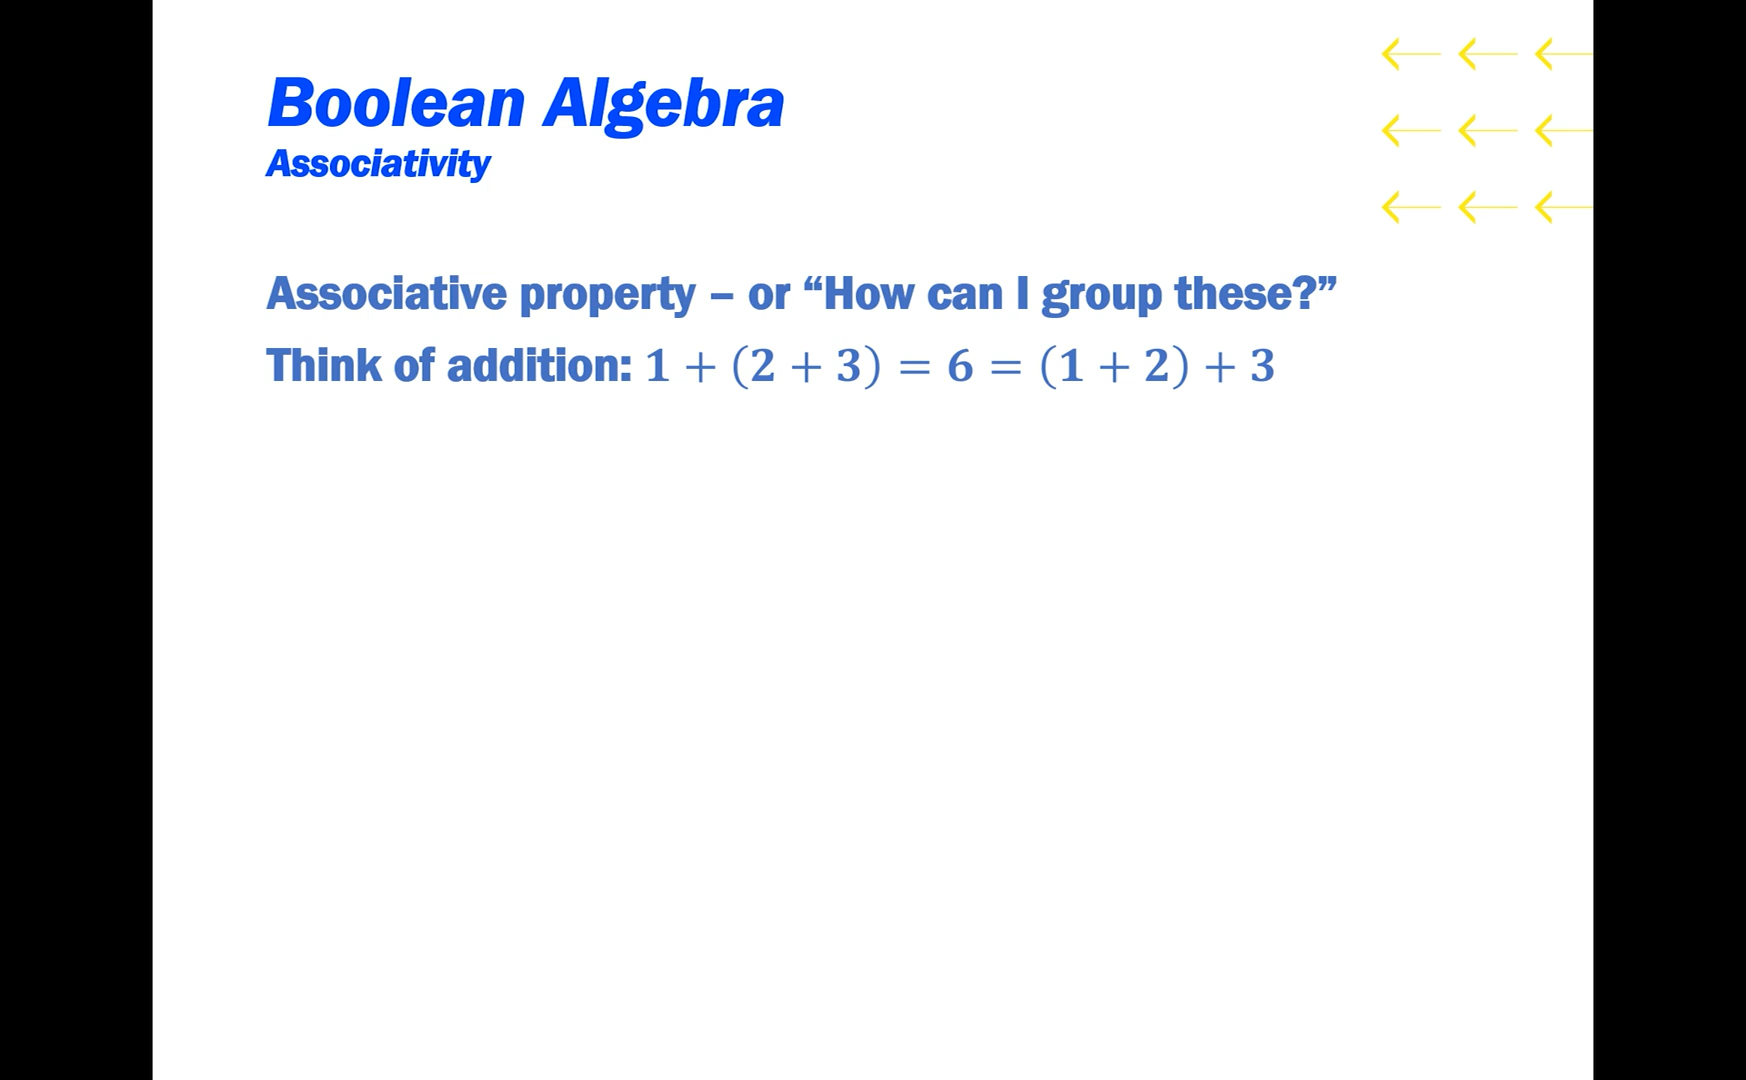 Boolean Algebra
Associativity
Associative property – or “How can I group these?”
Think of addition: 1 + (2 + 3) = 6 = (1 + 2) + 3